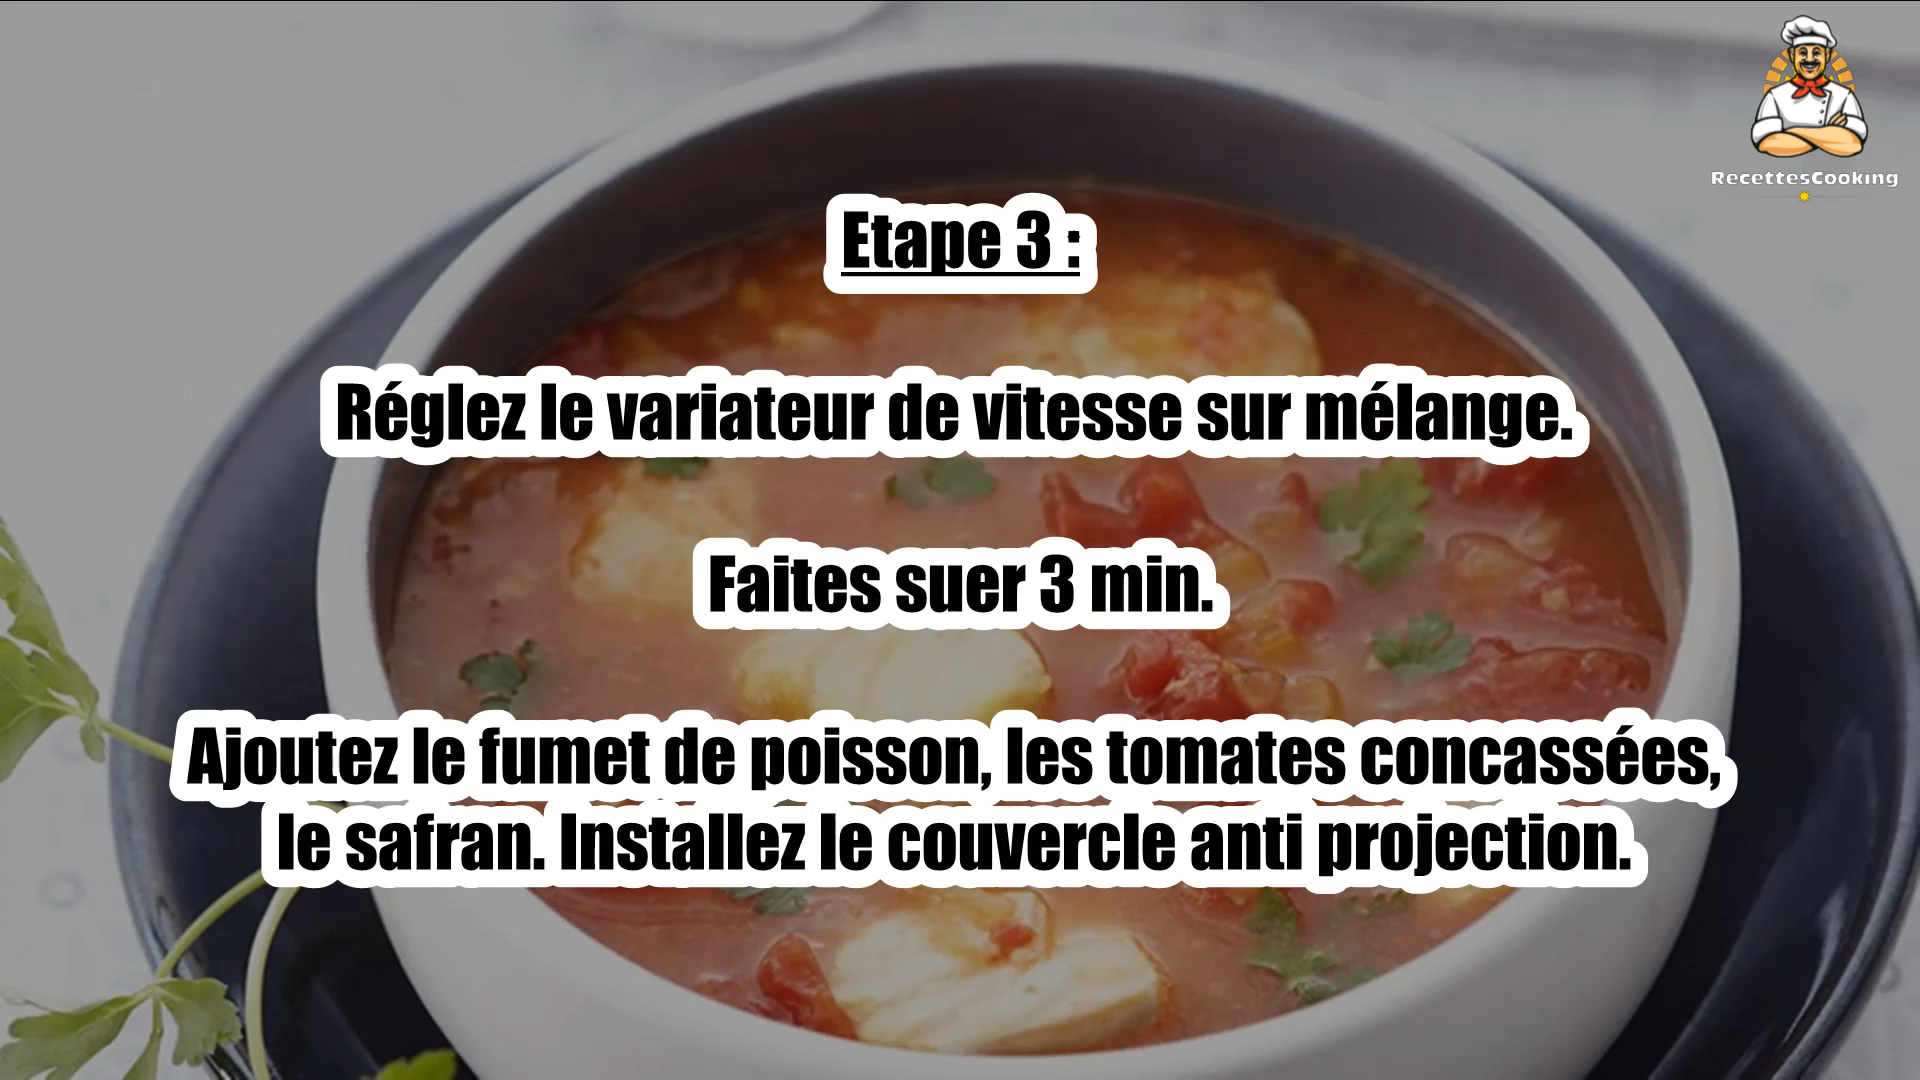 RecettesCooking
Etape 3 :
Réglez le variateur de vitesse sur mélange.
Faites suer 3 min.
Ajoutez le fumet de poisson, les tomates concassées,
le safran. Installez le couvercle anti projection.